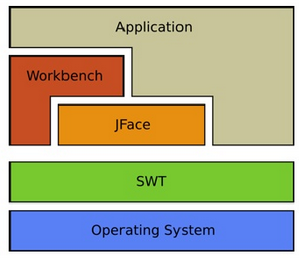 Application
Workbench
JFace
SWT
Operating System